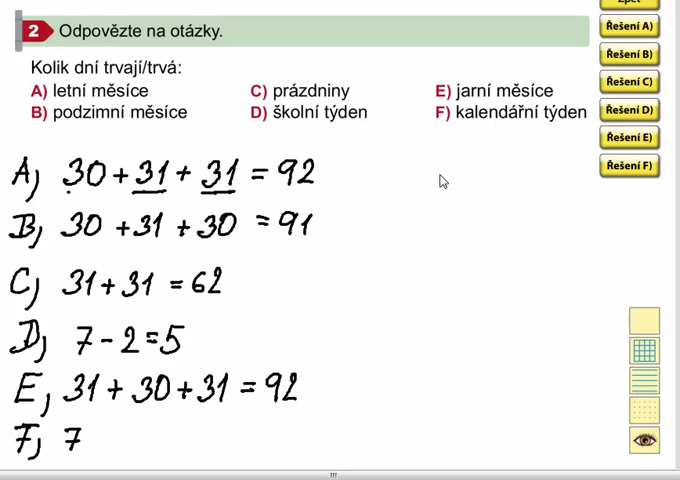 Zpět
2 Odpovězte na otázky.
Řešení A)
Řešení B)
Kolik dní trvají/trvá:
Řešení C)
A) letní měsíce C) prázdniny E) jarní měsíce
B) podzimní měsíce D) školní týden F) kalendářní týden
Řešení D)
Řešení E)
Řešení F)
A) 30 + 31 + 31 = 92
B) 30 + 31 + 30 = 91
C) 31 + 31 = 62
D) 7 - 2 = 5
E) 31 + 30 + 31 = 92
F) 7